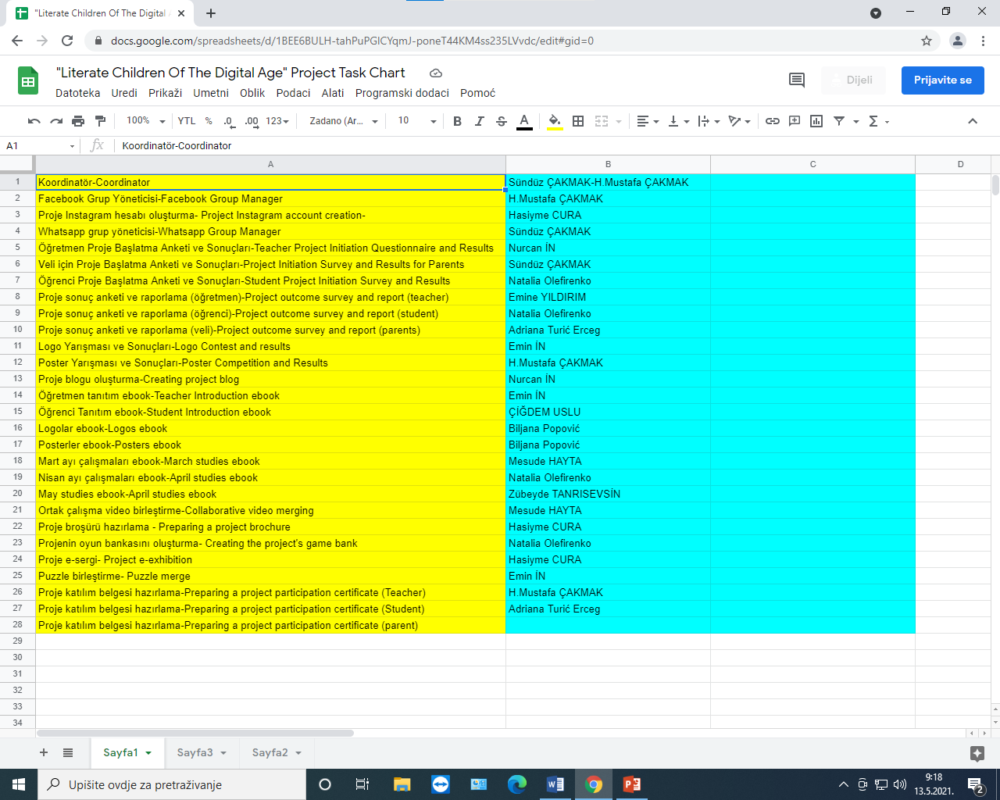 "Literate Children Of The Digital
docs.google.com/spreadsheets/d/1BEE6BULH-tahPuPGlCYqmJ-poneT44KM4ss235LVvdc/edit#gid=0
"Literate Children Of The Digital Age" Project Task Chart
Dijeli
Prijavite se
Datoteka Uredi Prikaži Umetni Oblik Podaci Alati Programski dodaci Pomoć
100% YTL % .0 .00 123 Zadano (Ar... 10 B I S A
A1 fx Koordinatör-Coordinator
A B C D
1 Koordinatör-Coordinator Sündüz ÇAKMAK-H.Mustafa ÇAKMAK
2 Facebook Grup Yöneticisi-Facebook Group Manager H.Mustafa ÇAKMAK
3 Proje Instagram hesabı oluşturma- Project Instagram account creation- Hasiyme CURA
4 Whatsapp grup yöneticisi-Whatsapp Group Manager Sündüz ÇAKMAK
5 Öğretmen Proje Başlatma Anketi ve Sonuçları-Teacher Project Initiation Questionnaire and Results Nurcan İN
6 Veli için Proje Başlatma Anketi ve Sonuçları-Project Initiation Survey and Results for Parents Sündüz ÇAKMAK
7 Öğrenci Proje Başlatma Anketi ve Sonuçları-Student Project Initiation Survey and Results Natalia Olefirenko
8 Proje sonuç anketi ve raporlama (öğretmen)-Project outcome survey and report (teacher) Emine YILDIRIM
9 Proje sonuç anketi ve raporlama (öğrenci)-Project outcome survey and report (student) Natalia Olefirenko
10 Proje sonuç anketi ve raporlama (veli)-Project outcome survey and report (parents) Adriana Turić Erceg
11 Logo Yarışması ve Sonuçları-Logo Contest and results Emin İN
12 Poster Yarışması ve Sonuçları-Poster Competition and Results H.Mustafa ÇAKMAK
13 Proje blogu oluşturma-Creating project blog Nurcan İN
14 Öğretmen tanıtım ebook-Teacher Introduction ebook Emin İN
15 Öğrenci Tanıtım ebook-Student Introduction ebook ÇİĞDEM USLU
16 Logolar ebook-Logos ebook Biljana Popović
17 Posterler ebook-Posters ebook Biljana Popović
18 Mart ayı çalışmaları ebook-March studies ebook Mesude HAYTA
19 Nisan ayı çalışmaları ebook-April studies ebook Natalia Olefirenko
20 May studies ebook-April studies ebook Zübeyde TANRISEVSİN
21 Ortak çalışma video birleştirme-Collaborative video merging Mesude HAYTA
22 Proje broşürü hazırlama - Preparing a project brochure Hasiyme CURA
23 Projenin oyun bankasını oluşturma- Creating the project's game bank Natalia Olefirenko
24 Proje e-sergi- Project e-exhibition Hasiyme CURA
25 Puzzle birleştirme- Puzzle merge Emin İN
26 Proje katılım belgesi hazırlama-Preparing a project participation certificate (Teacher) H.Mustafa ÇAKMAK
27 Proje katılım belgesi hazırlama-Preparing a project participation certificate (Student) Adriana Turić Erceg
28 Proje katılım belgesi hazırlama-Preparing a project participation certificate (parent)
29
30
31
32
33
34
Sayfa1 Sayfa3 Sayfa2
Upišite ovdje za pretraživanje
9:18
13.5.2021.
2